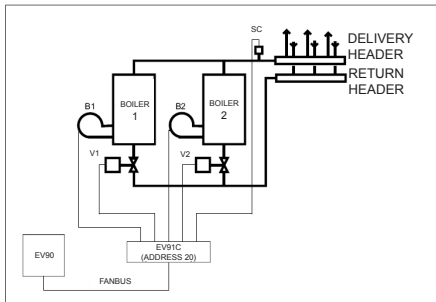 SC
DELIVERY
HEADER
RETURN
HEADER
B1
BOILER
1
B2
BOILER
2
V1
V2
EV90
EV91C
(ADDRESS 20)
FANBUS